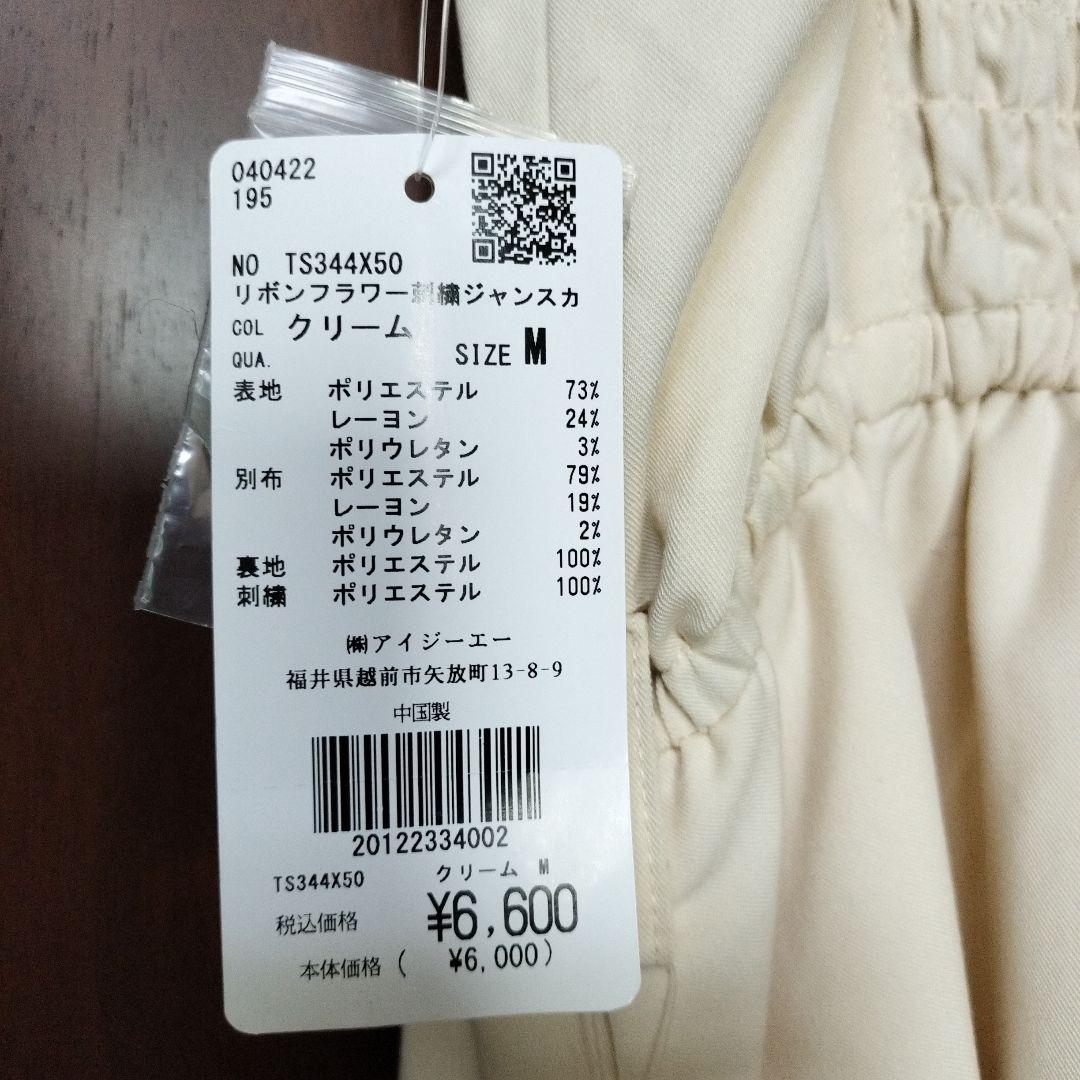 040422
195
NO TS344X50
リボンフラワー刺繍ジャンスカ
COL クリーム
QUA. SIZE M
表地 ポリエステル 73%
レーヨン 24%
ポリウレタン 3%
別布 ポリエステル 79%
レーヨン 19%
ポリウレタン 2%
裏地 ポリエステル 100%
刺繍 ポリエステル 100%
㈱アイジーエー
福井県越前市矢放町13-8-9
中国製
20122334002
TS344X50 クリーム M
税込価格 ¥6,600
本体価格 ( ¥6,000)